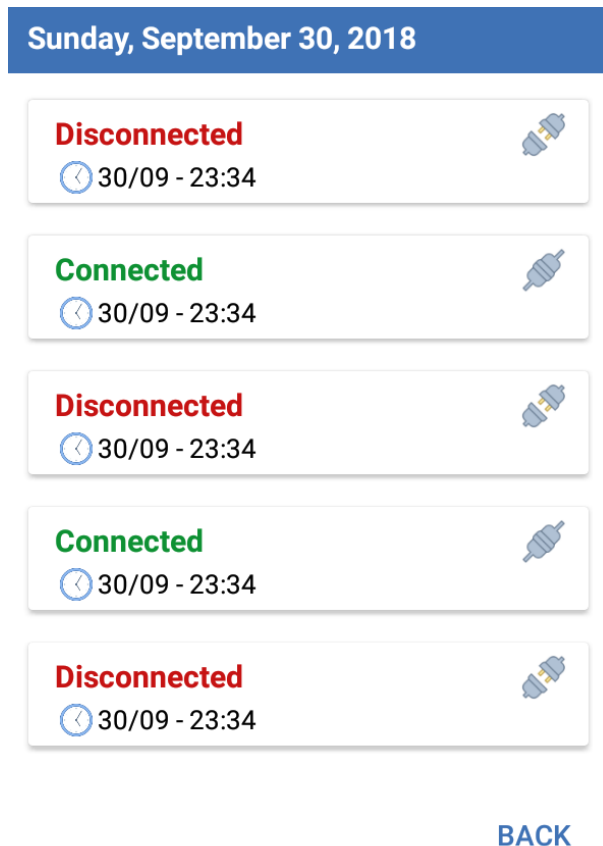 Sunday, September 30, 2018
Disconnected
30/09 - 23:34
Connected
30/09 - 23:34
Disconnected
30/09 - 23:34
Connected
30/09 - 23:34
Disconnected
30/09 - 23:34
BACK